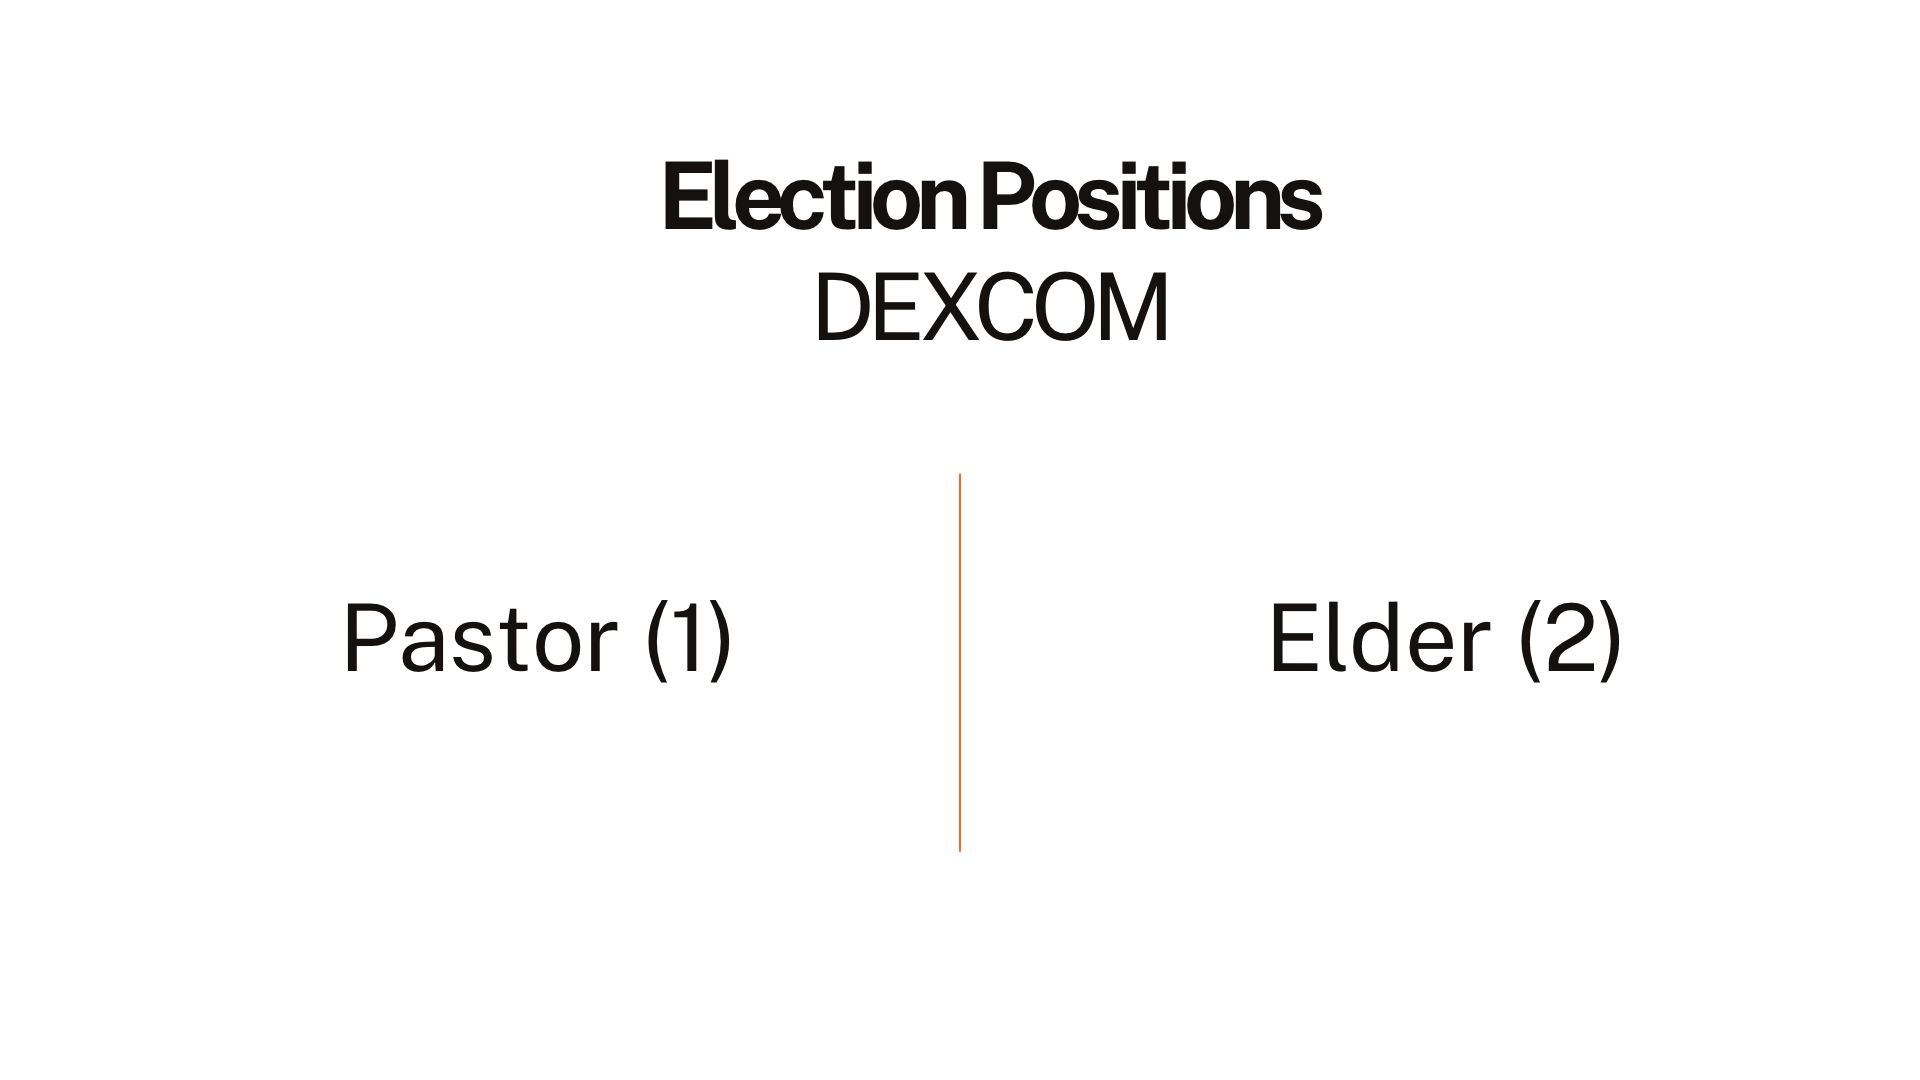 Election Positions
DEXCOM
Pastor (1)
Elder (2)